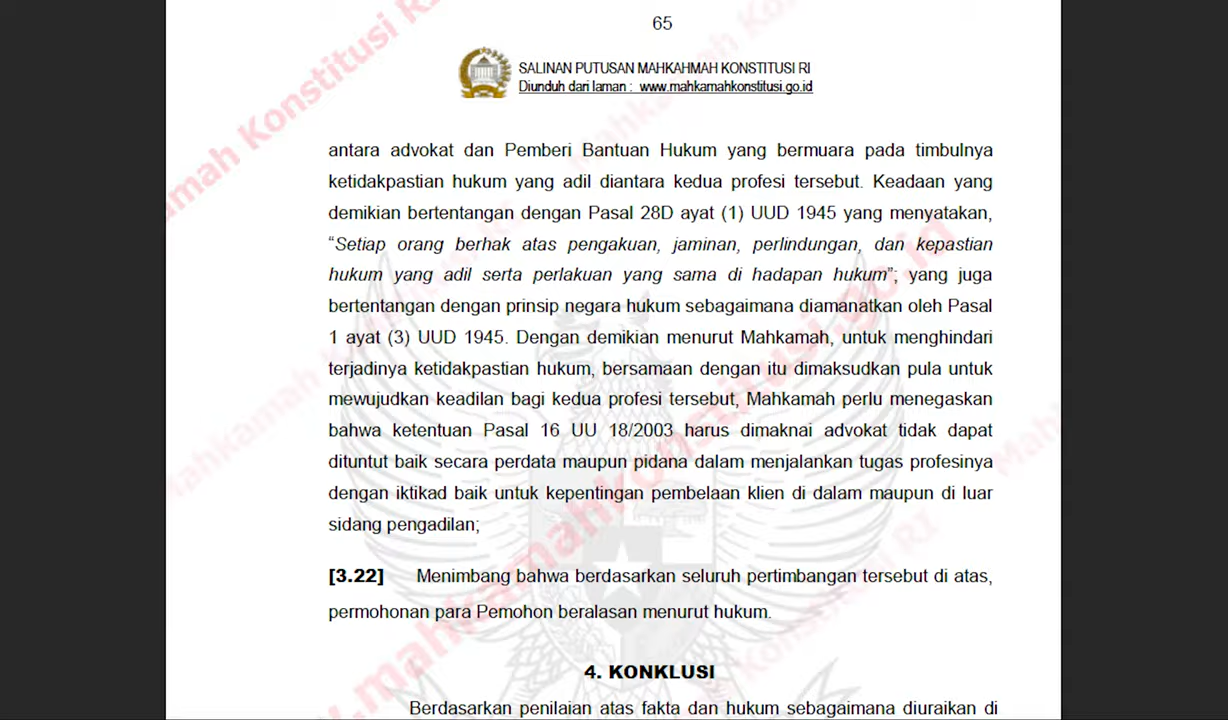 65
SALINAN PUTUSAN MAHKAHMAH KONSTITUSI RI
Diunduh dari laman : www.mahkamahkonstitusi.go.id
antara advokat dan Pemberi Bantuan Hukum yang bermuara pada timbulnya
ketidakpastian hukum yang adil diantara kedua profesi tersebut. Keadaan yang
demikian bertentangan dengan Pasal 28D ayat (1) UUD 1945 yang menyatakan,
“Setiap orang berhak atas pengakuan, jaminan, perlindungan, dan kepastian
hukum yang adil serta perlakuan yang sama di hadapan hukum”; yang juga
bertentangan dengan prinsip negara hukum sebagaimana diamanatkan oleh Pasal
1 ayat (3) UUD 1945. Dengan demikian menurut Mahkamah, untuk menghindari
terjadinya ketidakpastian hukum, bersamaan dengan itu dimaksudkan pula untuk
mewujudkan keadilan bagi kedua profesi tersebut, Mahkamah perlu menegaskan
bahwa ketentuan Pasal 16 UU 18/2003 harus dimaknai advokat tidak dapat
dituntut baik secara perdata maupun pidana dalam menjalankan tugas profesinya
dengan iktikad baik untuk kepentingan pembelaan klien di dalam maupun di luar
sidang pengadilan;
[3.22] Menimbang bahwa berdasarkan seluruh pertimbangan tersebut di atas,
permohonan para Pemohon beralasan menurut hukum.
4. KONKLUSI
Berdasarkan penilaian atas fakta dan hukum sebagaimana diuraikan di